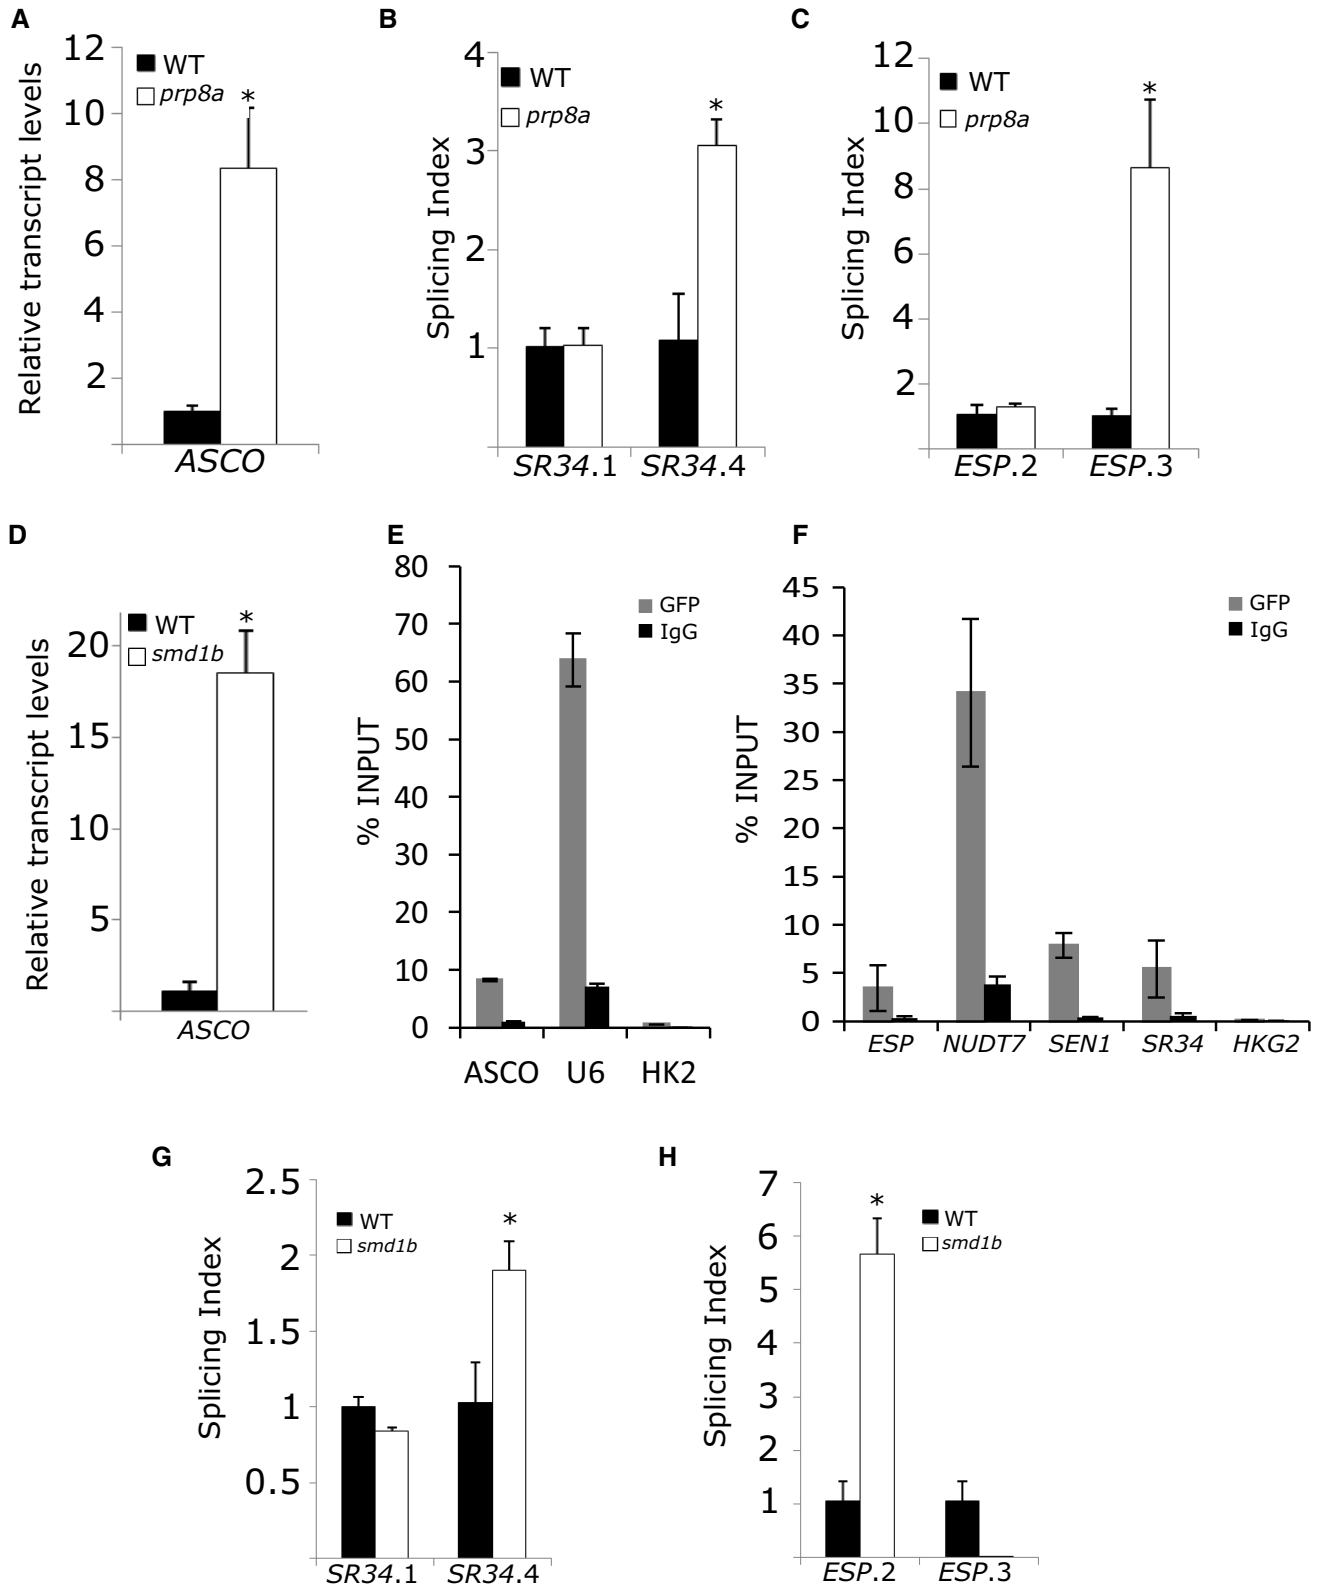 A
Relative transcript levels
12
10
8
6
4
2
WT
prp8a
*
ASCO
B
Splicing Index
4
3
2
1
WT
prp8a
*
SR34.1
SR34.4
C
Splicing Index
12
10
8
6
4
2
WT
prp8a
*
ESP.2
ESP.3
D
Relative transcript levels
20
15
10
5
WT
smd1b
*
ASCO
E
% INPUT
80
70
60
50
40
30
20
10
0
GFP
IgG
ASCO
U6
HK2
F
% INPUT
45
40
35
30
25
20
15
10
5
0
GFP
IgG
ESP
NUDT7
SEN1
SR34
HKG2
G
Splicing Index
2.5
2
1.5
1
0.5
WT
smd1b
*
SR34.1
SR34.4
H
Splicing Index
7
6
5
4
3
2
1
*
WT
smd1b
ESP.2
ESP.3